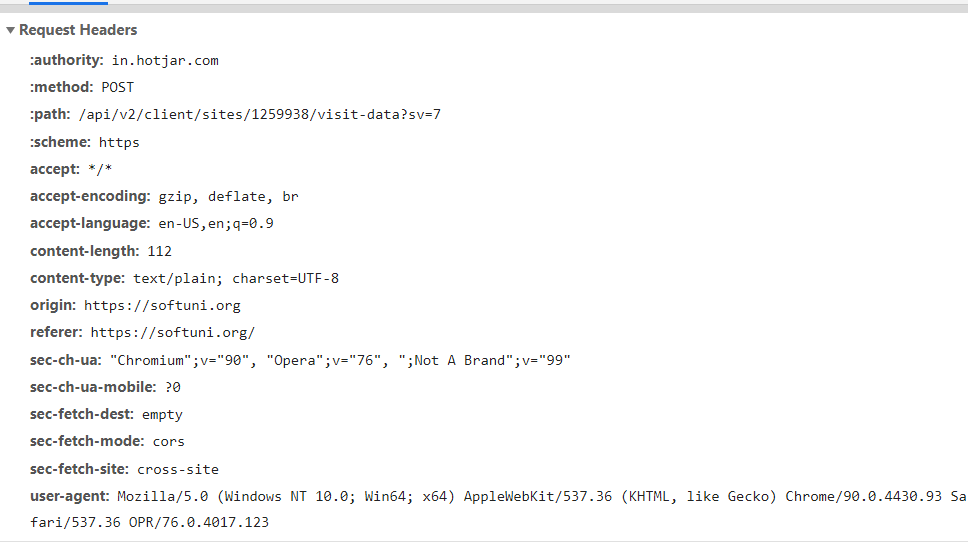 Request Headers
:authority: in.hotjar.com
:method: POST
:path: /api/v2/client/sites/1259938/visit-data?sv=7
:scheme: https
accept: */*
accept-encoding: gzip, deflate, br
accept-language: en-US,en;q=0.9
content-length: 112
content-type: text/plain; charset=UTF-8
origin: https://softuni.org
referer: https://softuni.org/
sec-ch-ua: "Chromium";v="90", "Opera";v="76", ";Not A Brand";v="99"
sec-ch-ua-mobile: ?0
sec-fetch-dest: empty
sec-fetch-mode: cors
sec-fetch-site: cross-site
user-agent: Mozilla/5.0 (Windows NT 10.0; Win64; x64) AppleWebKit/537.36 (KHTML, like Gecko) Chrome/90.0.4430.93 Sa
fari/537.36 OPR/76.0.4017.123